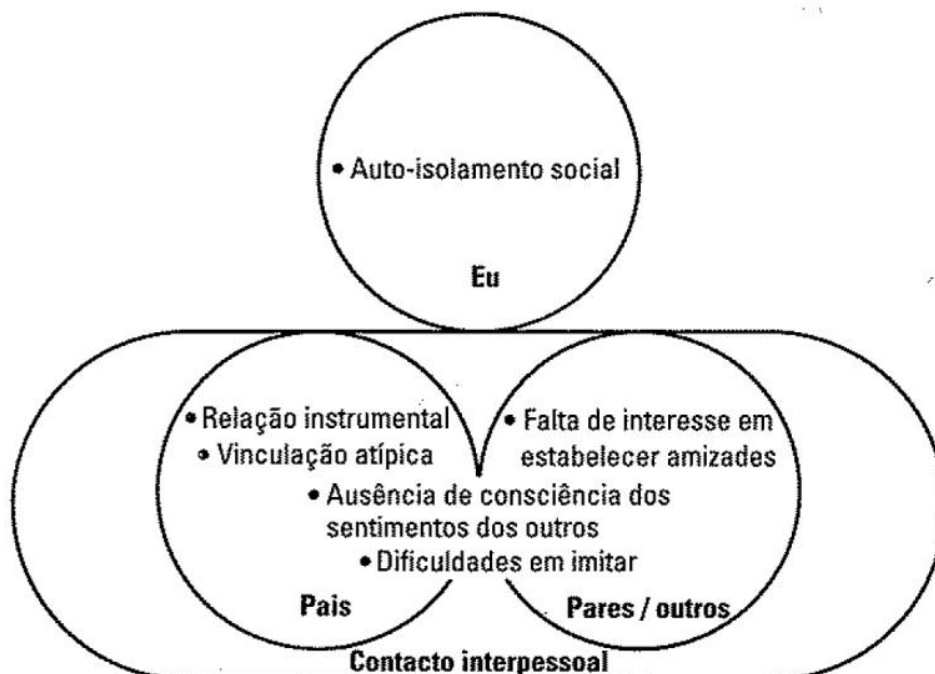 • Auto-isolamento social
Eu
• Relação instrumental
• Vinculação atípica
• Falta de interesse em
estabelecer amizades
• Ausência de consciência dos
sentimentos dos outros
• Dificuldades em imitar
Pais
Pares / outros
Contacto interpessoal